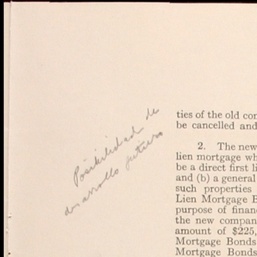 Posibilidad de
desarrollo futuro
ties of the old cor
be cancelled and
2. The new
lien mortgage wh
be a direct first li
and (b) a general
such properties
Lien Mortgage B
purpose of finan
the new compan
amount of $225,
Mortgage Bonds
Mortgage Bonds